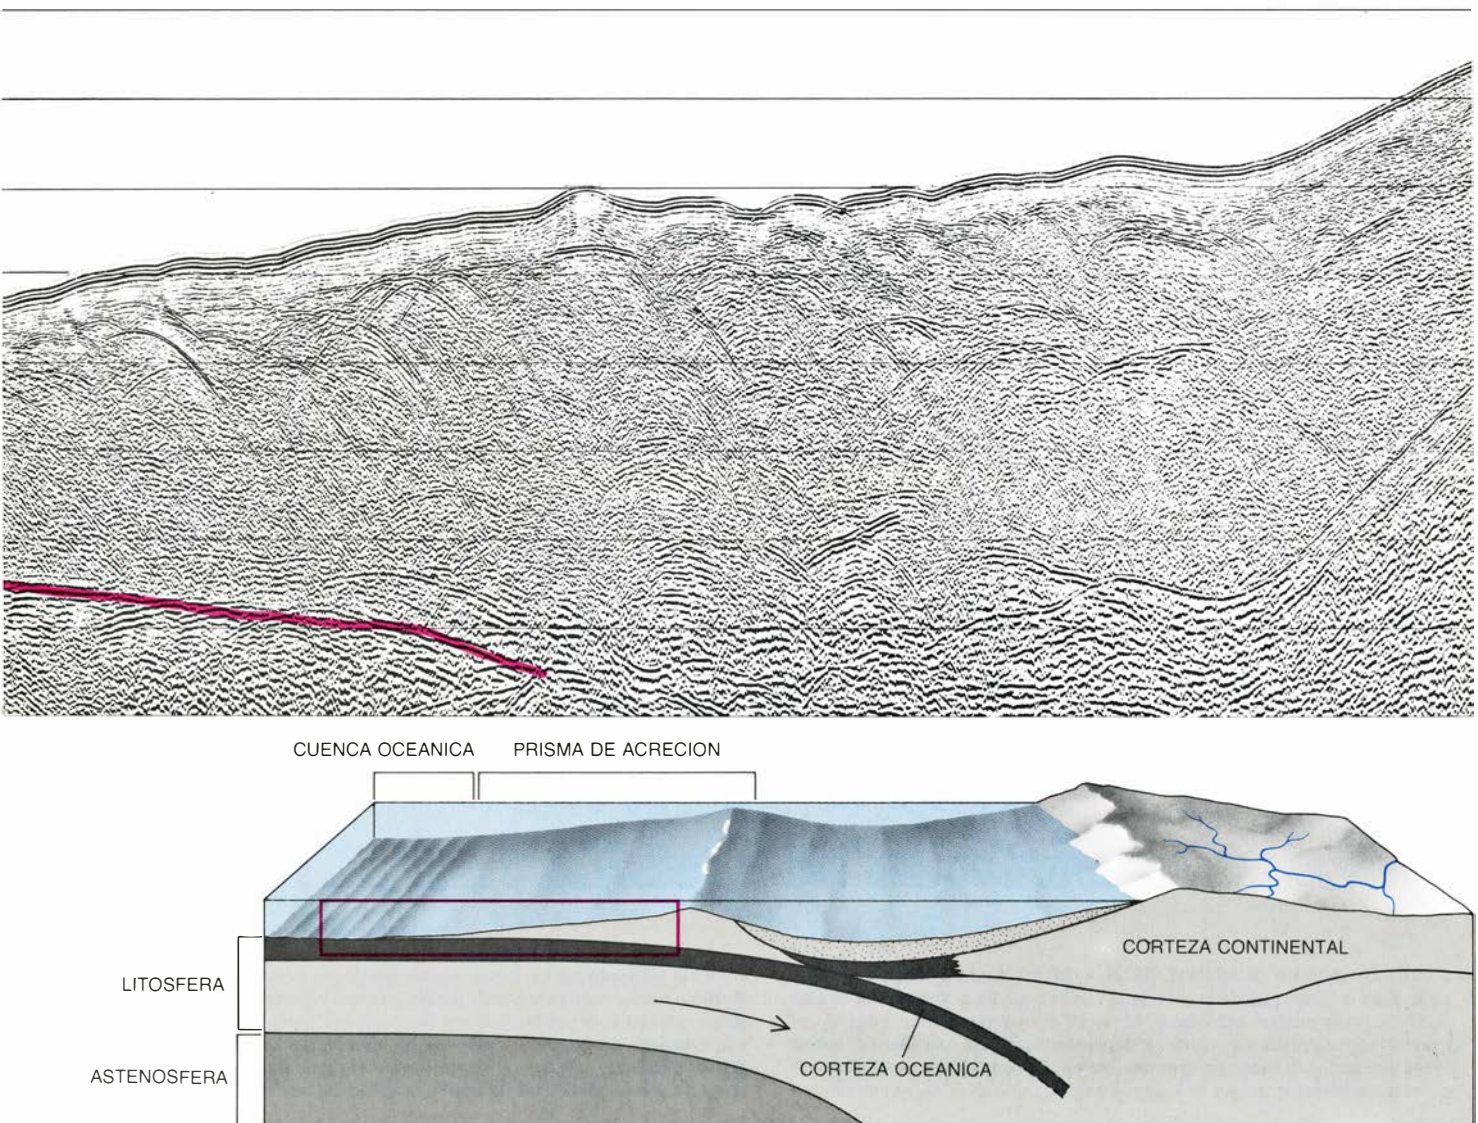 CUENCA OCEANICA
PRISMA DE ACRECION
CORTEZA CONTINENTAL
LITOSFERA
CORTEZA OCEANICA
ASTENOSFERA